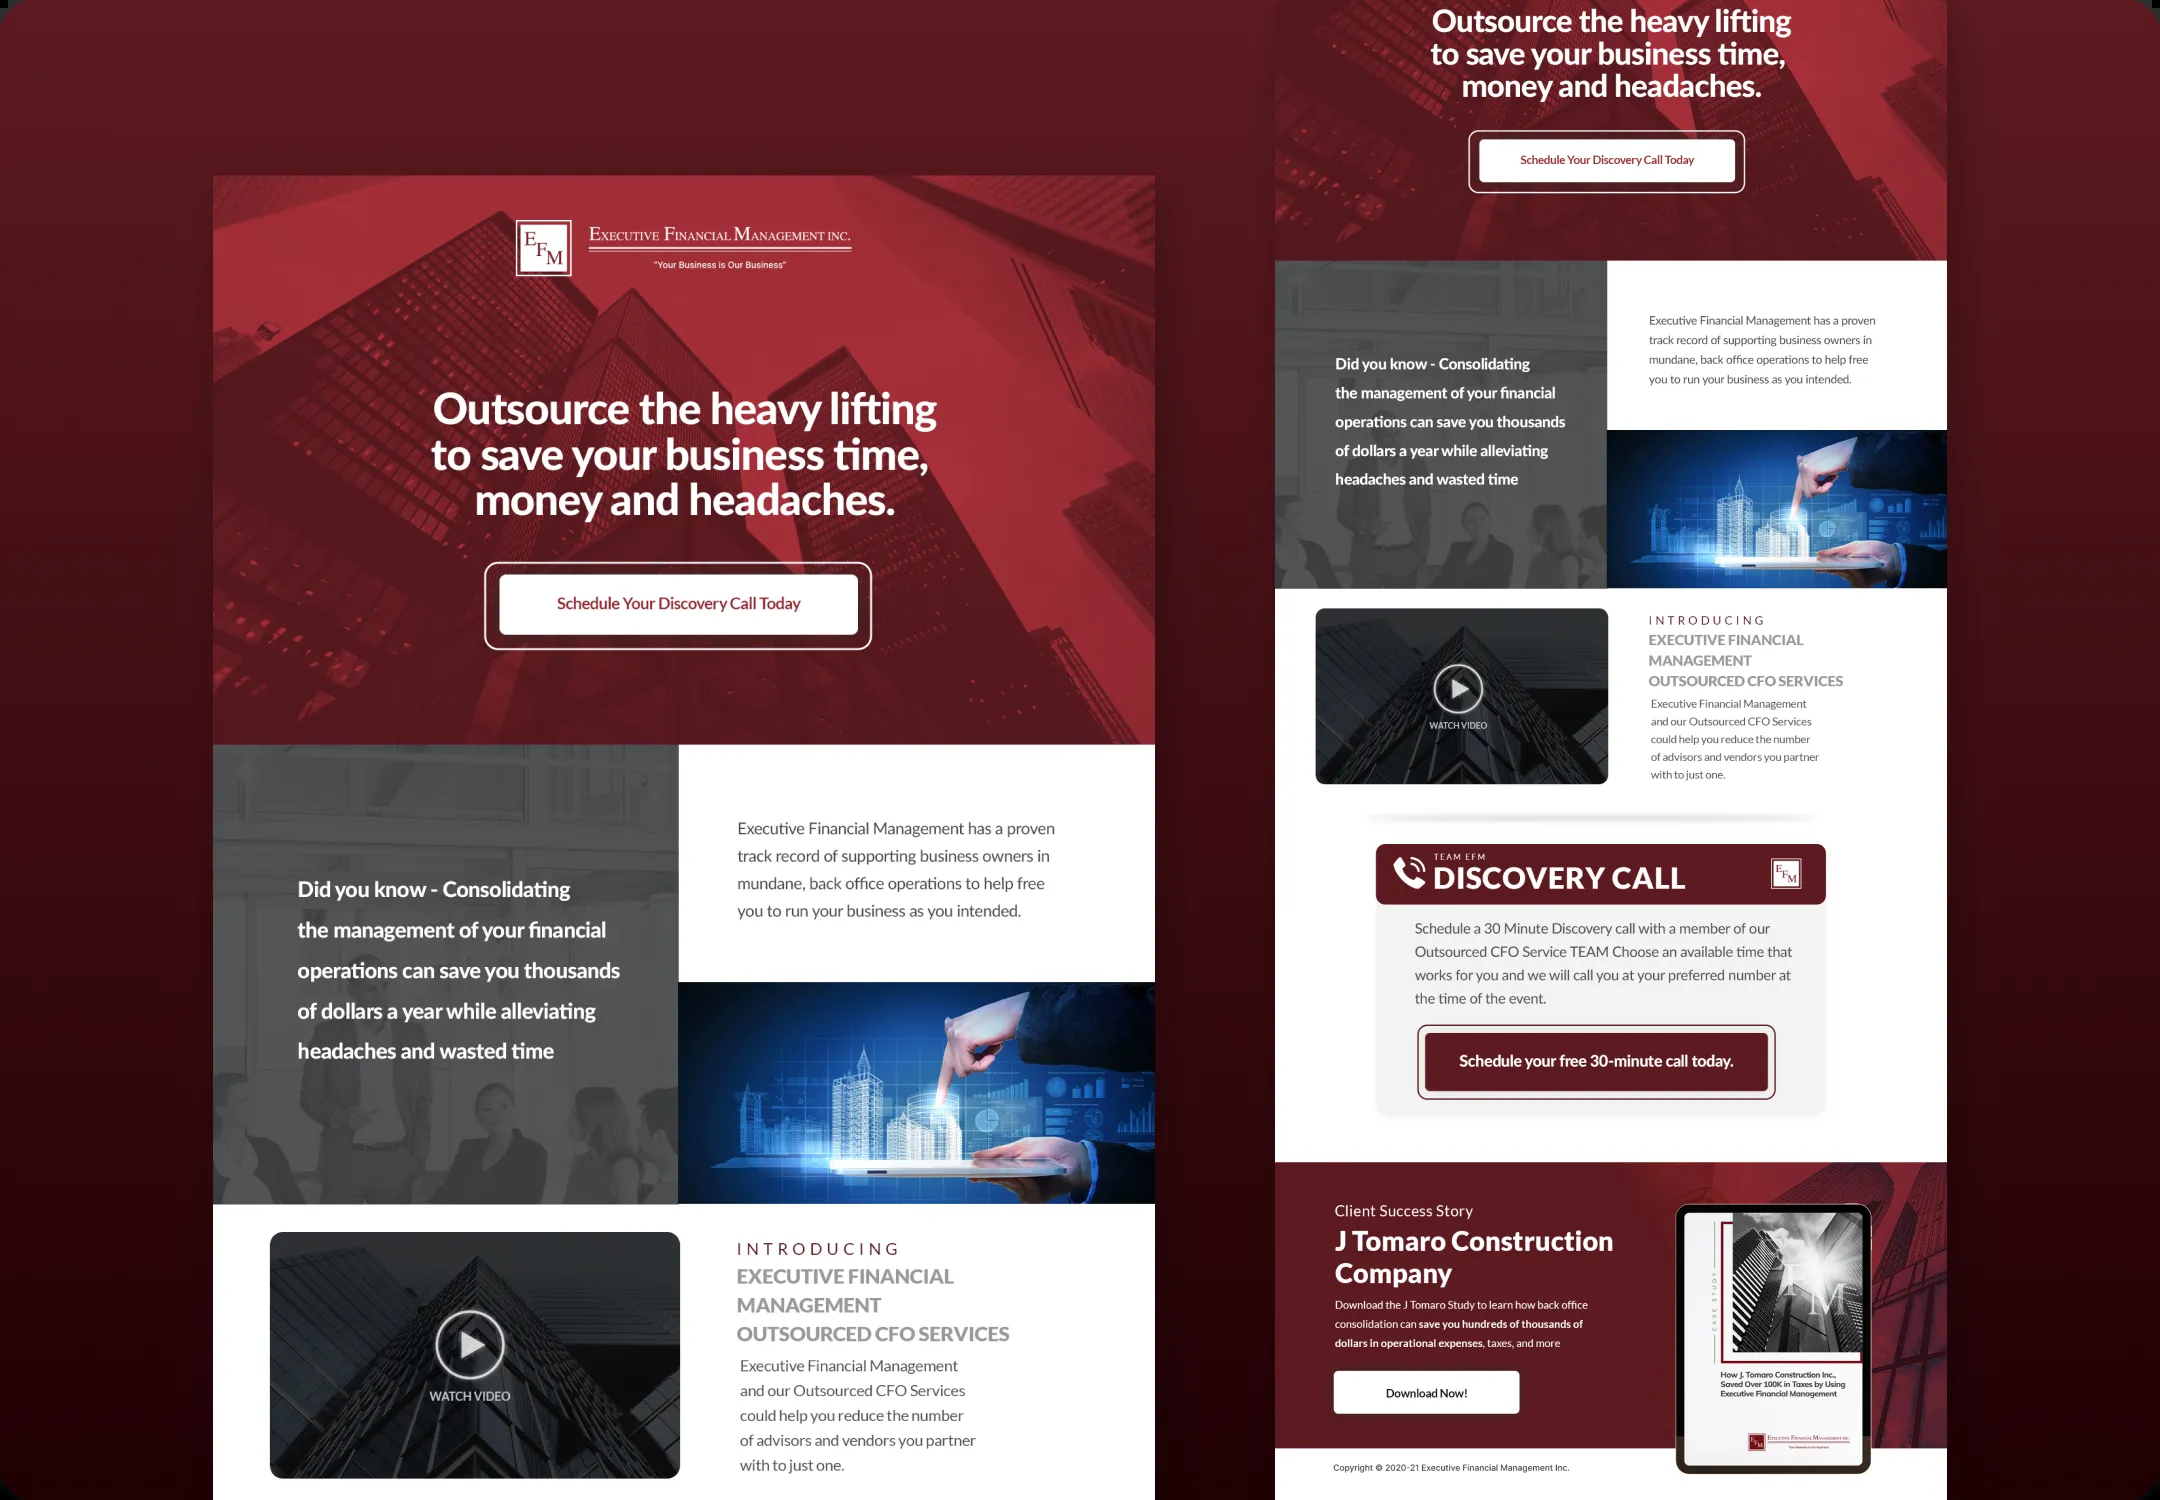 E F M
EXECUTIVE FINANCIAL MANAGEMENT INC.
"Your Business is Our Business"
Outsource the heavy lifting
to save your business time,
money and headaches.
Schedule Your Discovery Call Today
Did you know - Consolidating
the management of your financial
operations can save you thousands
of dollars a year while alleviating
headaches and wasted time
Executive Financial Management has a proven
track record of supporting business owners in
mundane, back office operations to help free
you to run your business as you intended.
WATCH VIDEO
INTRODUCING
EXECUTIVE FINANCIAL
MANAGEMENT
OUTSOURCED CFO SERVICES
Executive Financial Management
and our Outsourced CFO Services
could help you reduce the number
of advisors and vendors you partner
with to just one.
Outsource the heavy lifting
to save your business time,
money and headaches.
Schedule Your Discovery Call Today
Did you know - Consolidating
the management of your financial
operations can save you thousands
of dollars a year while alleviating
headaches and wasted time
Executive Financial Management has a proven
track record of supporting business owners in
mundane, back office operations to help free
you to run your business as you intended.
WATCH VIDEO
INTRODUCING
EXECUTIVE FINANCIAL
MANAGEMENT
OUTSOURCED CFO SERVICES
Executive Financial Management
and our Outsourced CFO Services
could help you reduce the number
of advisors and vendors you partner
with to just one.
TEAM EFM
DISCOVERY CALL
E F M
Schedule a 30 Minute Discovery call with a member of our
Outsourced CFO Service TEAM Choose an available time that
works for you and we will call you at your preferred number at
the time of the event.
Schedule your free 30-minute call today.
Client Success Story
J Tomaro Construction
Company
Download the J Tomaro Study to learn how back office
consolidation can save you hundreds of thousands of
dollars in operational expenses, taxes, and more
Download Now!
CASE STUDY
FM
How J. Tomaro Construction Inc.,
Saved Over 100K in Taxes by Using
Executive Financial Management
E F M
EXECUTIVE FINANCIAL MANAGEMENT INC.
"Your Business is Our Business"
Copyright © 2020-21 Executive Financial Management Inc.